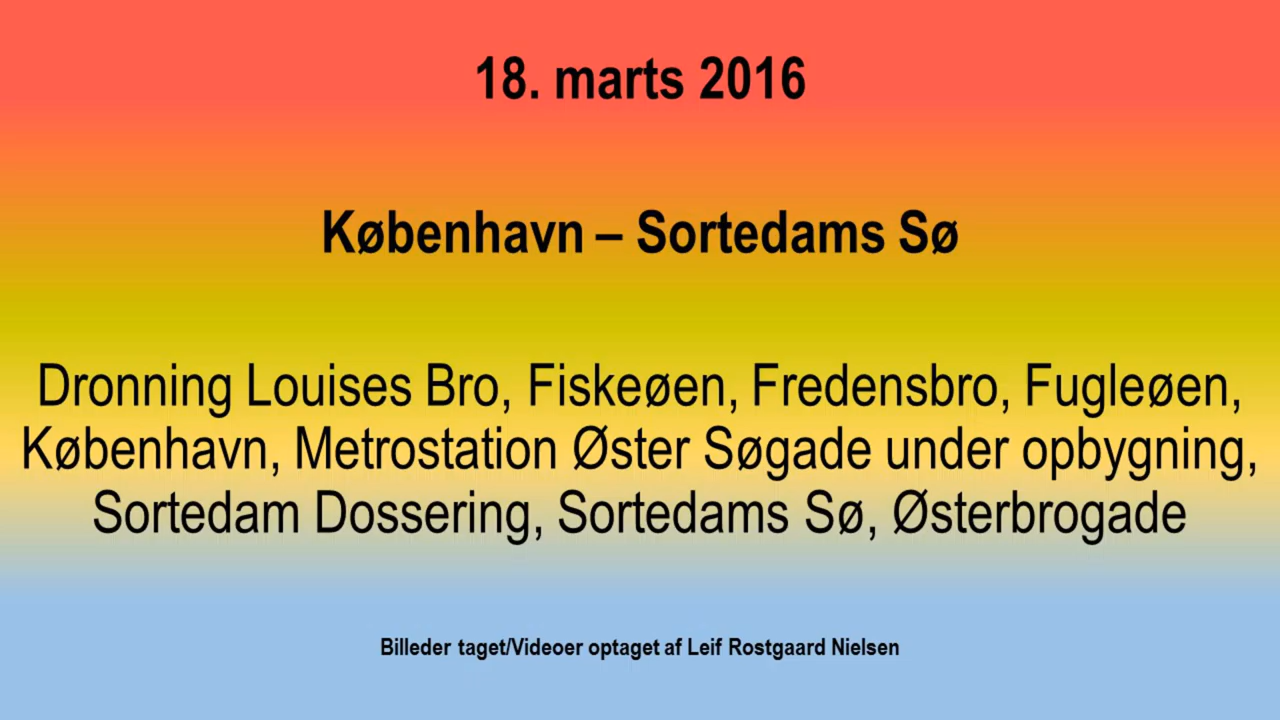 18. marts 2016
København – Sortedams Sø
Dronning Louises Bro, Fiskeøen, Fredensbro, Fugleøen,
København, Metrostation Øster Søgade under opbygning,
Sortedam Dossering, Sortedams Sø, Østerbrogade
Billeder taget/Videoer optaget af Leif Rostgaard Nielsen